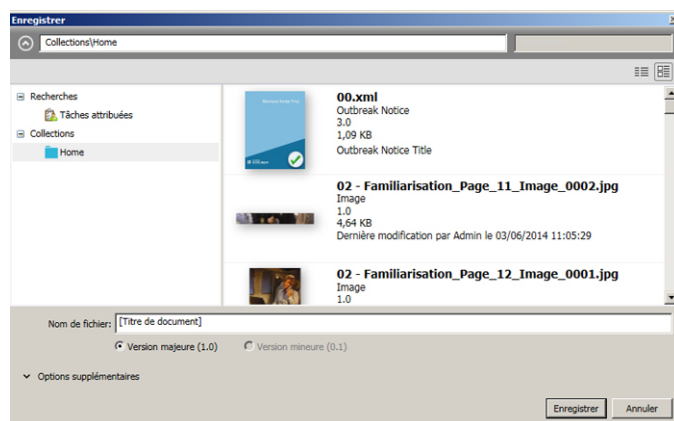 Enregistrer
Collections\Home
Recherches
Tâches attribuées
Collections
Home
00.xml
Outbreak Notice
3.0
1,09 KB
Outbreak Notice Title
02 - Familiarisation_Page_11_Image_0002.jpg
Image
1.0
4,64 KB
Dernière modification par Admin le 03/06/2014 11:05:29
02 - Familiarisation_Page_12_Image_0001.jpg
Image
1.0
Nom de fichier: [Titre de document]
Version majeure (1.0) Version mineure (0.1)
Options supplémentaires
Enregistrer Annuler